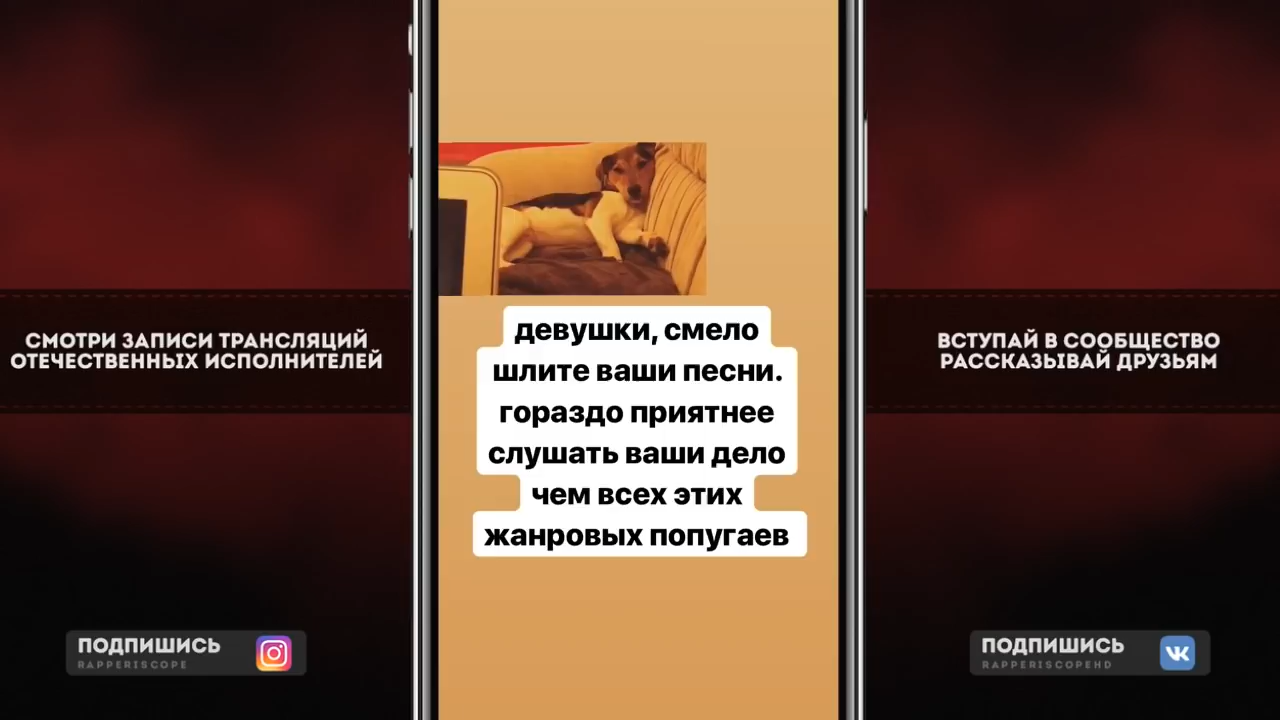 СМОТРИ ЗАПИСИ ТРАНСЛЯЦИЙ
ОТЕЧЕСТВЕННЫХ ИСПОЛНИТЕЛЕЙ
девушки, смело
шлите ваши песни.
гораздо приятнее
слушать ваши дело
чем всех этих
жанровых попугаев
ВСТУПАЙ В СООБЩЕСТВО
РАССКАЗЫВАЙ ДРУЗЬЯМ
ПОДПИШИСЬ
RAPPERISCOPE
ПОДПИШИСЬ
RAPPERISCOPEHD